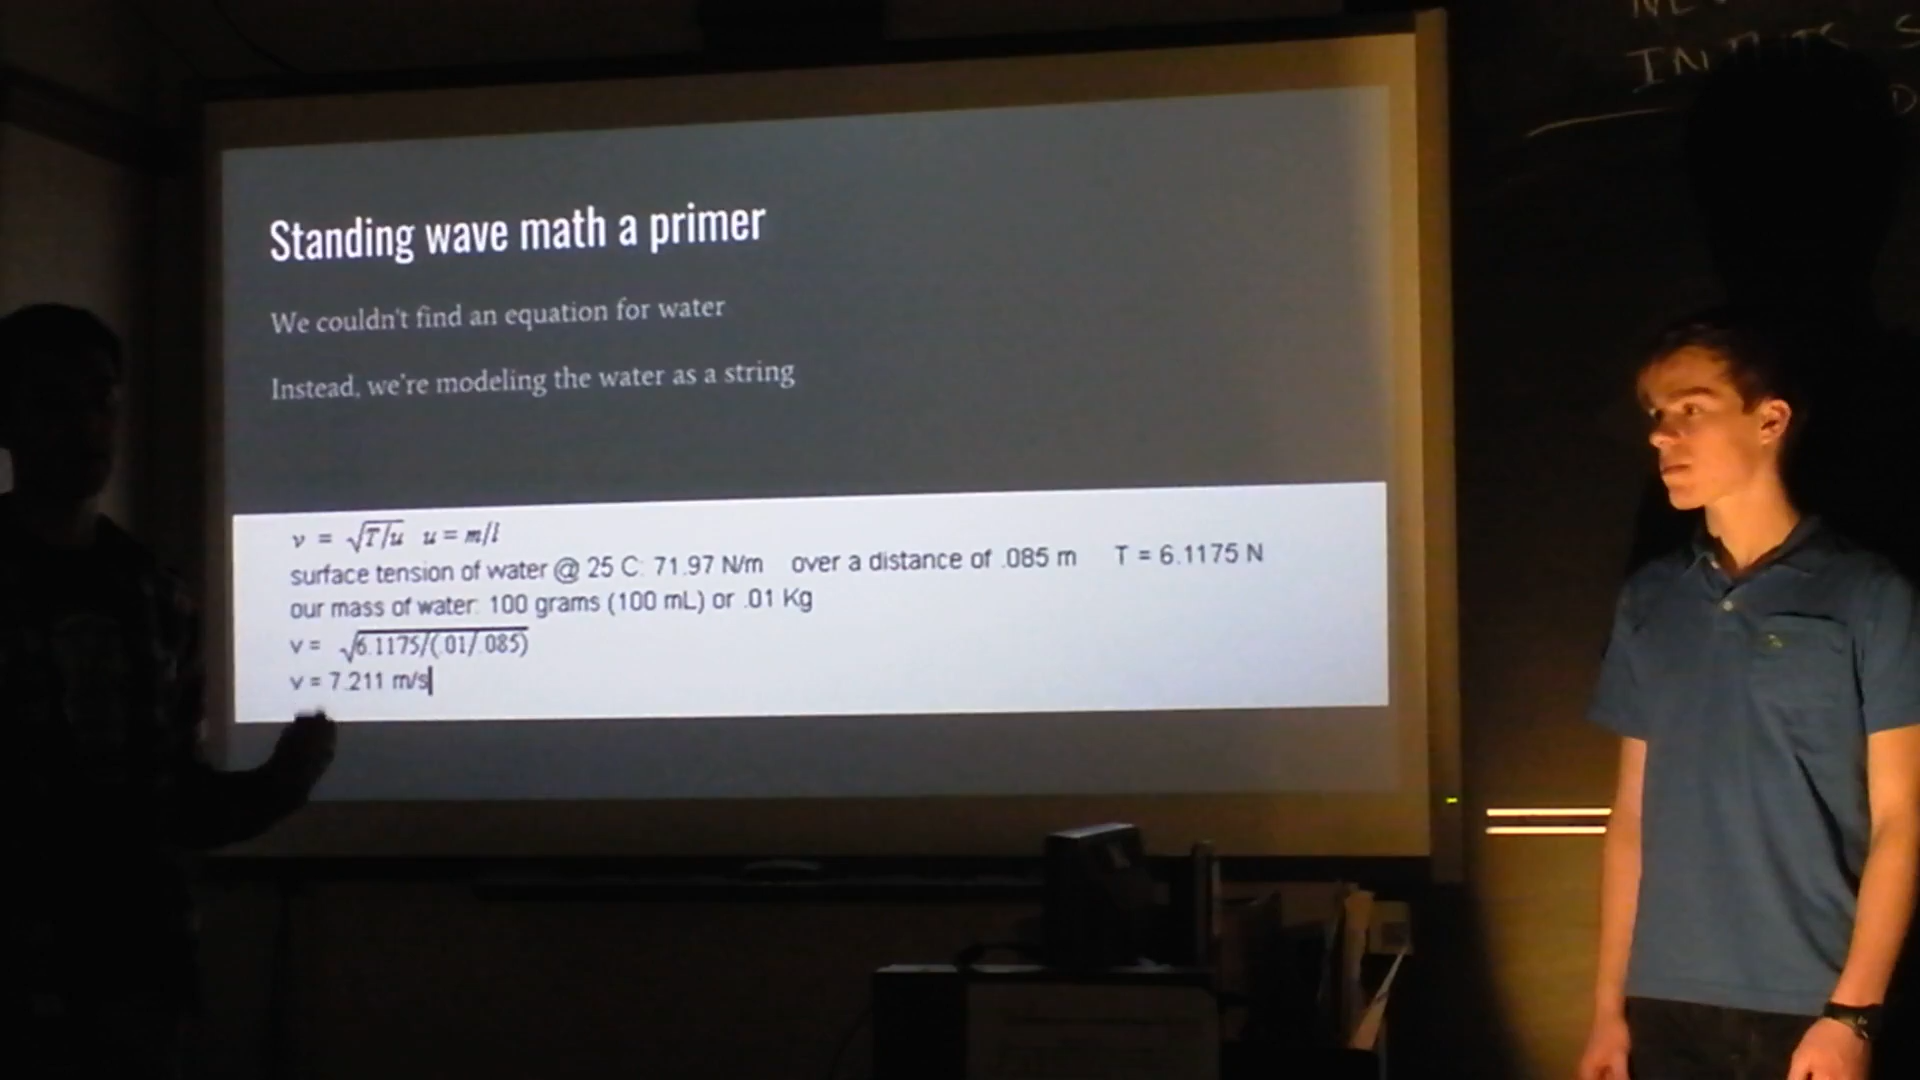 Standing wave math a primer
We couldn't find an equation for water
Instead, we're modeling the water as a string
v = √T/u u = m/l
surface tension of water @ 25 C: 71.97 N/m over a distance of .085 m T = 6.1175 N
our mass of water: 100 grams (100 mL) or .01 Kg
v = √6.1175/(.01/.085)
v = 7.211 m/s